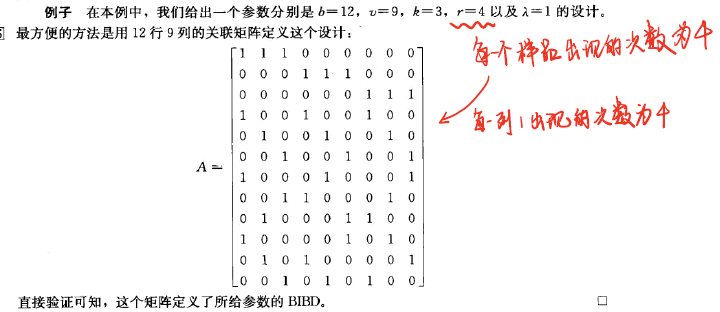 例子 在本例中，我们给出一个参数分别是 b=12，v=9，k=3，r=4 以及 λ=1 的设计。
最方便的方法是用 12 行 9 列的关联矩阵定义这个设计：
每一个样品出现的次数为4
每一列1出现的次数为4
1 1 1 0 0 0 0 0 0
0 0 0 1 1 1 0 0 0
0 0 0 0 0 0 1 1 1
1 0 0 1 0 0 1 0 0
0 1 0 0 1 0 0 1 0
0 0 1 0 0 1 0 0 1
A= 1 0 0 0 1 0 0 0 1
0 0 1 1 0 0 0 1 0
0 1 0 0 0 1 1 0 0
1 0 0 0 0 1 0 1 0
0 1 0 1 0 0 0 0 1
0 0 1 0 1 0 1 0 0
直接验证可知，这个矩阵定义了所给参数的 BIBD。 □